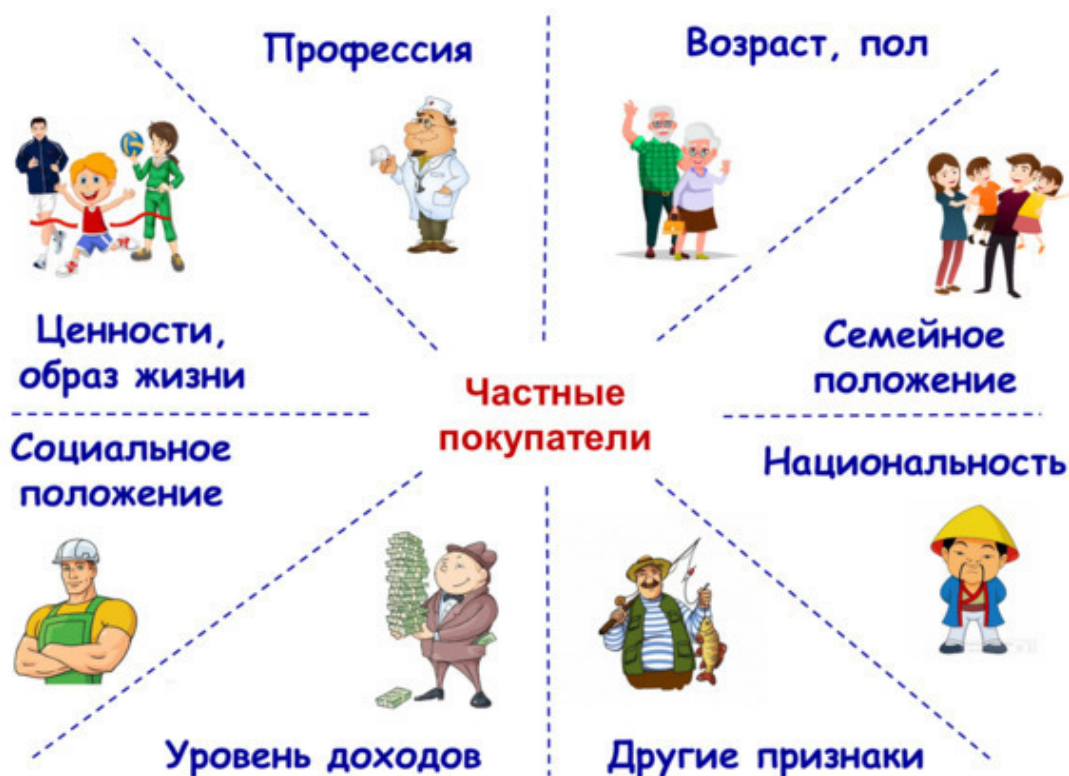 Профессия
Возраст, пол
Ценности,
образ жизни
Семейное
положение
Частные
покупатели
Социальное
положение
Национальность
Уровень доходов
Другие признаки